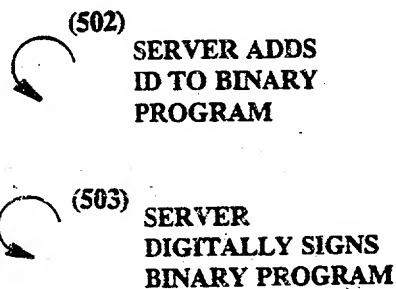 (502)
SERVER ADDS
ID TO BINARY
PROGRAM
(503)
SERVER
DIGITALLY SIGNS
BINARY PROGRAM